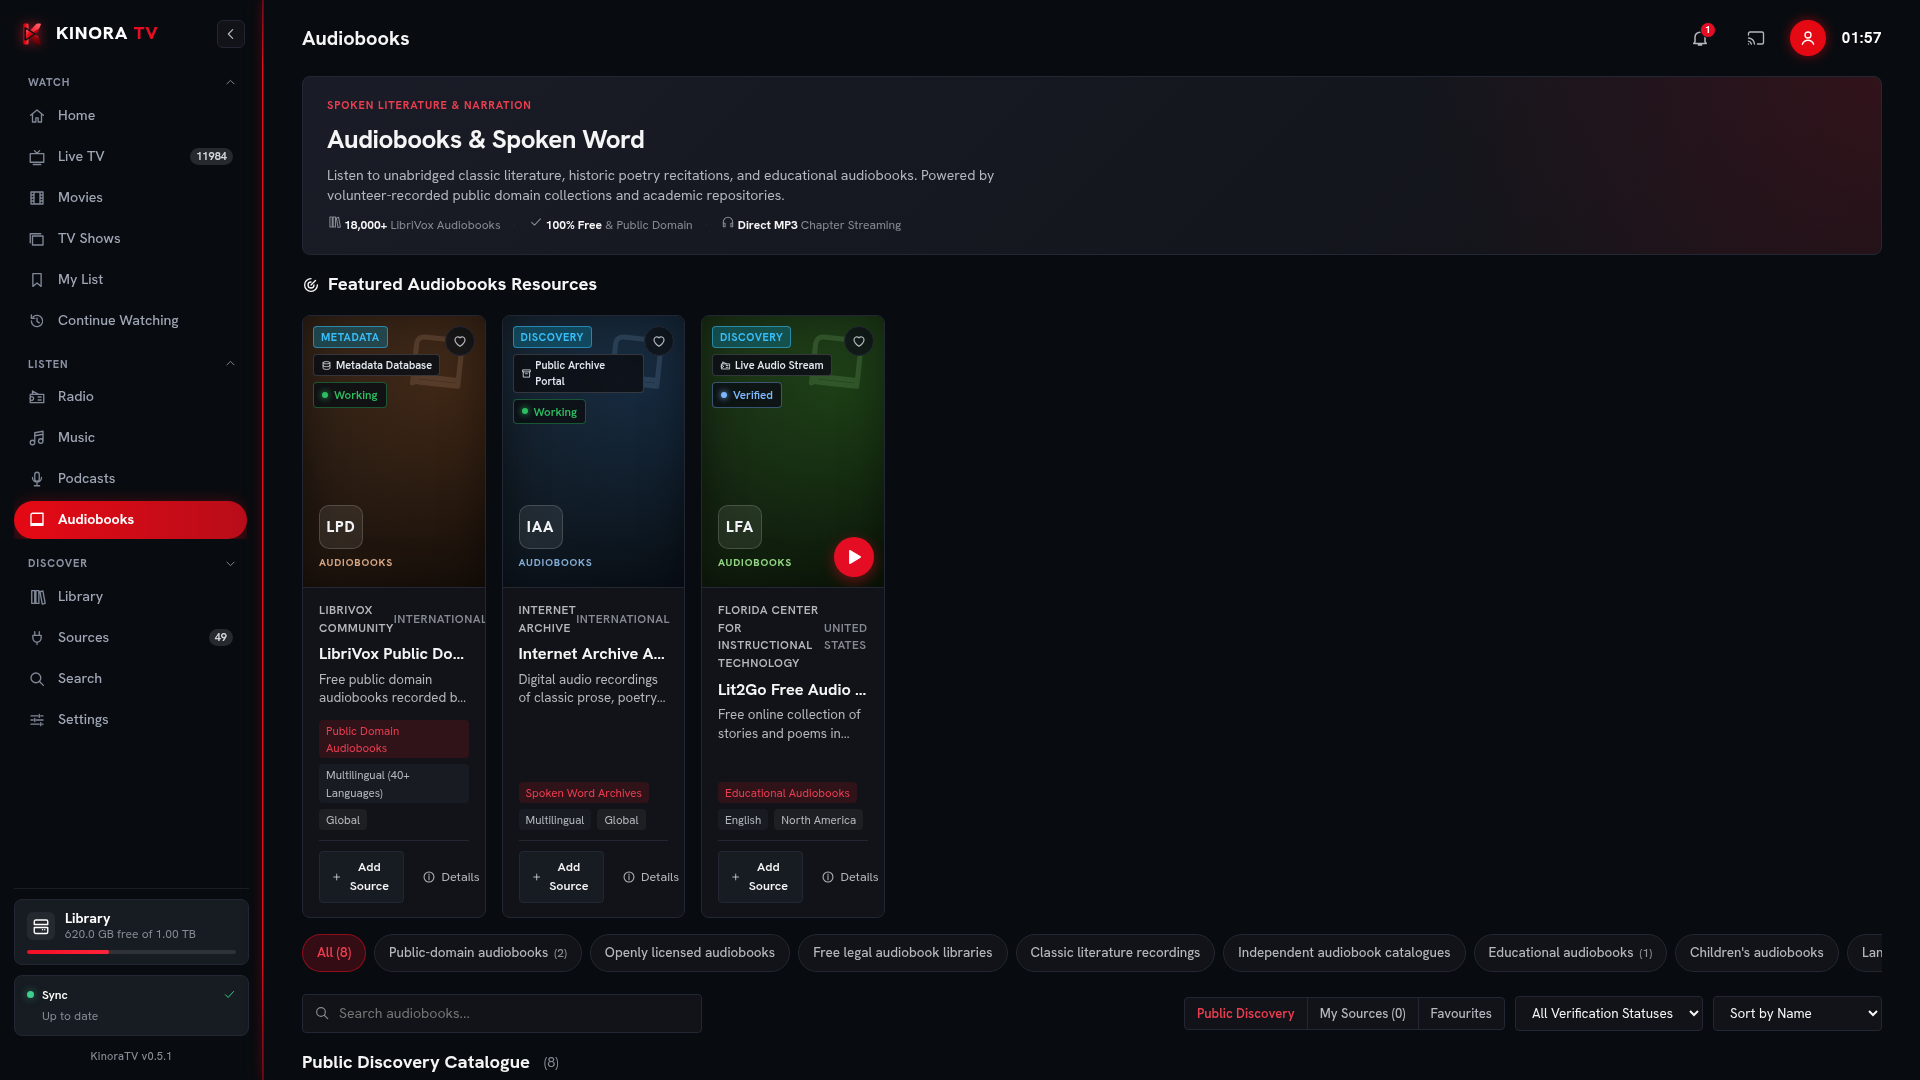 KINORA TV
WATCH
Home
Live TV 11984
Movies
TV Shows
My List
Continue Watching
LISTEN
Radio
Music
Podcasts
Audiobooks
DISCOVER
Library
Sources 49
Search
Settings
Library
620.0 GB free of 1.00 TB
Sync
Up to date
KinoraTV v0.5.1
Audiobooks
1
01:57
SPOKEN LITERATURE & NARRATION
Audiobooks & Spoken Word
Listen to unabridged classic literature, historic poetry recitations, and educational audiobooks. Powered by
volunteer-recorded public domain collections and academic repositories.
18,000+ LibriVox Audiobooks 100% Free & Public Domain Direct MP3 Chapter Streaming
Featured Audiobooks Resources
METADATA
Metadata Database
Working
LPD
AUDIOBOOKS
LIBRIVOX
COMMUNITY
INTERNATIONAL
LibriVox Public Do...
Free public domain
audiobooks recorded b...
Public Domain
Audiobooks
Multilingual (40+
Languages)
Global
Add
Source
Details
DISCOVERY
Public Archive
Portal
Working
IAA
AUDIOBOOKS
INTERNET
ARCHIVE
INTERNATIONAL
Internet Archive A...
Digital audio recordings
of classic prose, poetry...
Spoken Word Archives
Multilingual Global
Add
Source
Details
DISCOVERY
Live Audio Stream
Verified
LFA
AUDIOBOOKS
FLORIDA CENTER
FOR
INSTRUCTIONAL
TECHNOLOGY
UNITED
STATES
Lit2Go Free Audio ...
Free online collection of
stories and poems in...
Educational Audiobooks
English North America
Add
Source
Details
All (8) Public-domain audiobooks (2) Openly licensed audiobooks Free legal audiobook libraries Classic literature recordings Independent audiobook catalogues Educational audiobooks (1) Children's audiobooks Lan
Search audiobooks...
Public Discovery My Sources (0) Favourites All Verification Statuses Sort by Name
Public Discovery Catalogue (8)